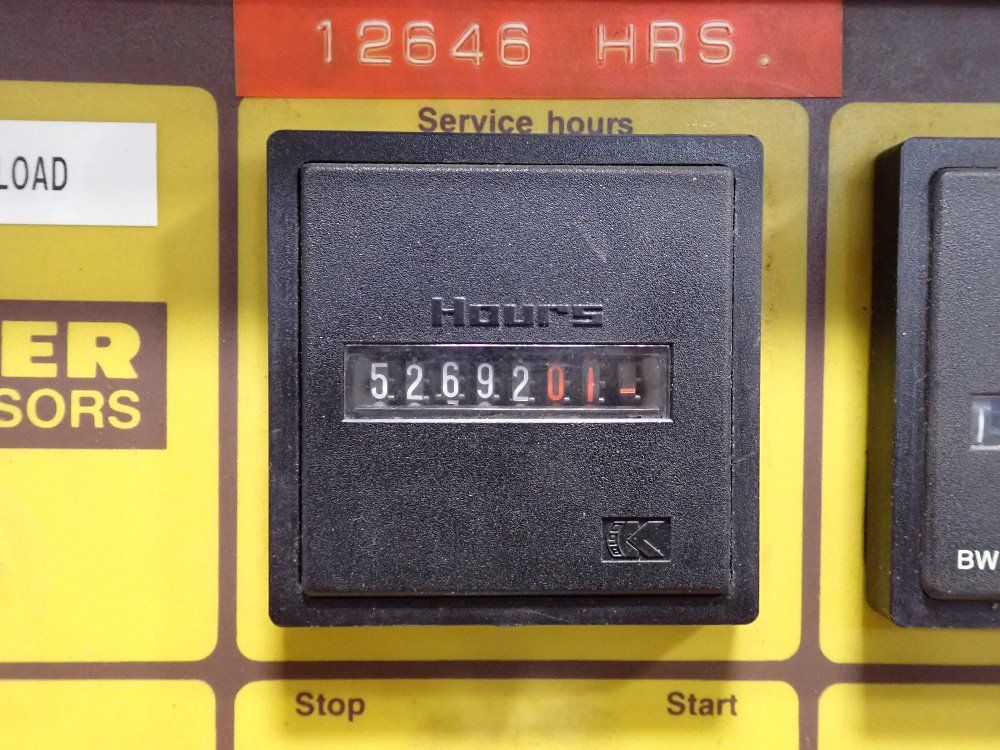 12646 HRS.
Service hours
LOAD
Hours
ER
SORS
5269201
K
BW
Stop Start